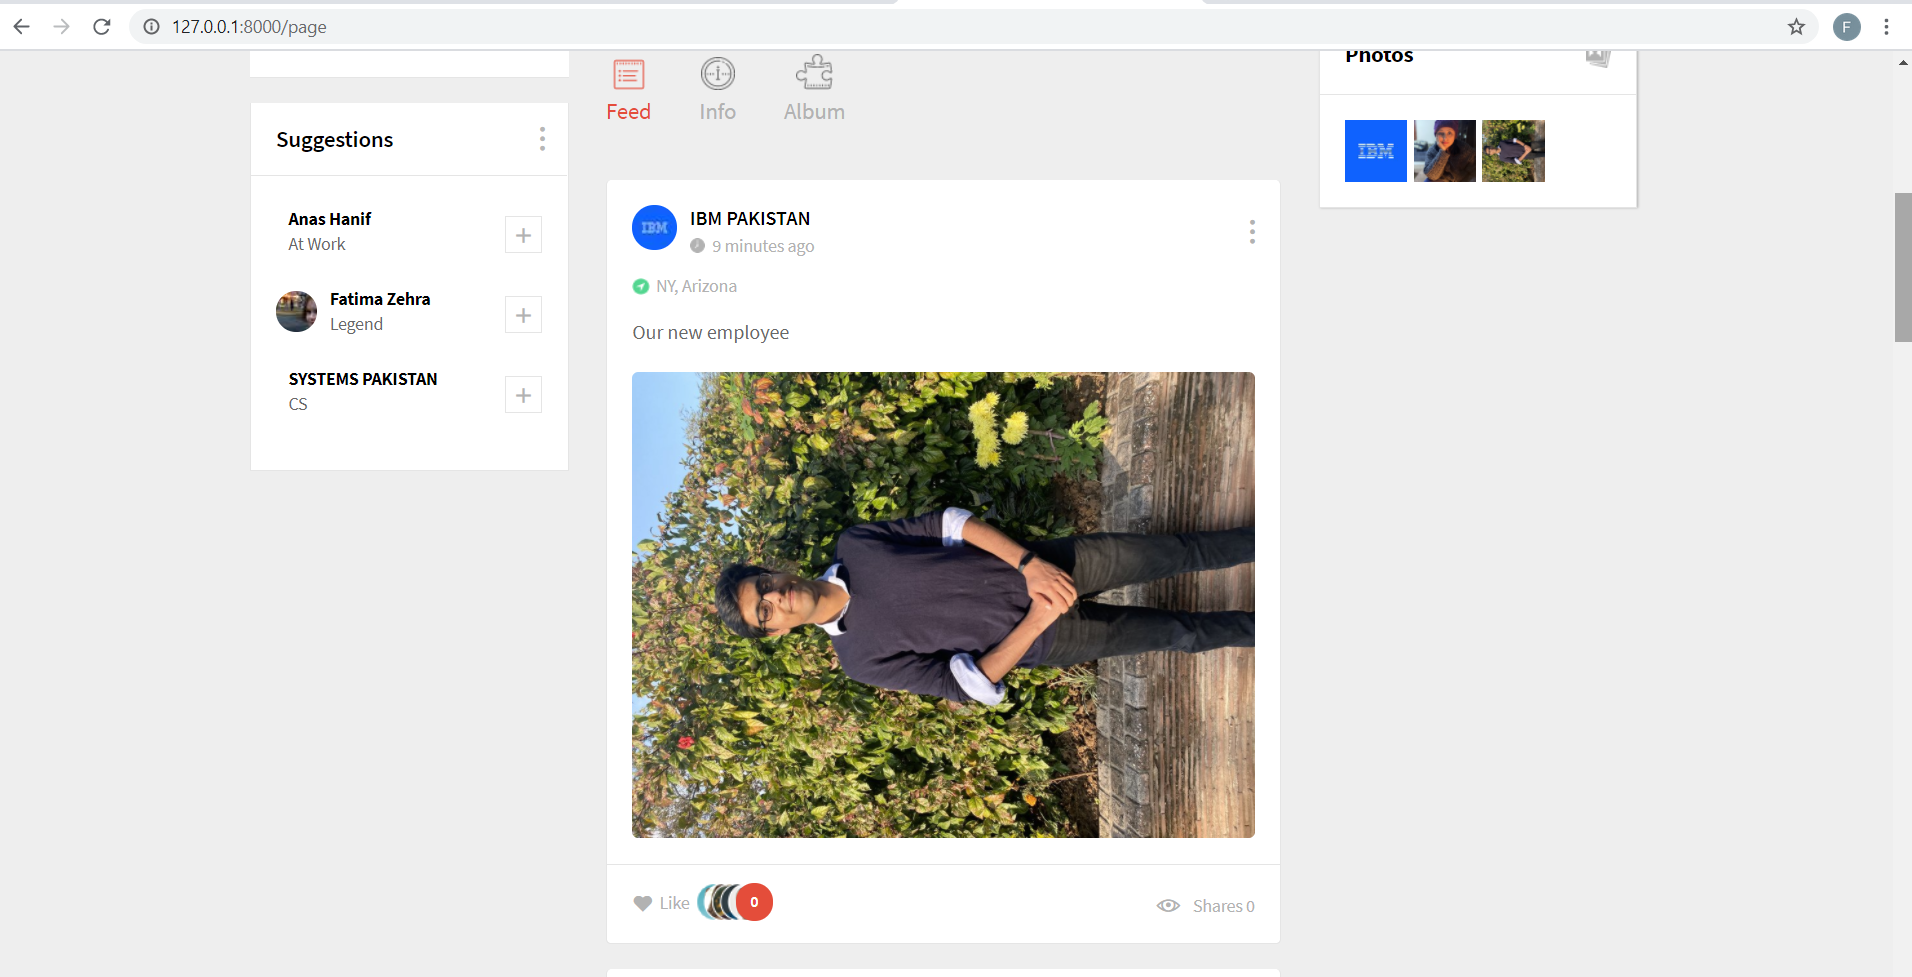 127.0.0.1:8000/page
F
Suggestions
Anas Hanif
At Work
Fatima Zehra
Legend
SYSTEMS PAKISTAN
CS
Feed
Info
Album
IBM
IBM PAKISTAN
9 minutes ago
NY, Arizona
Our new employee
Like
0
Shares 0
Photos
IBM